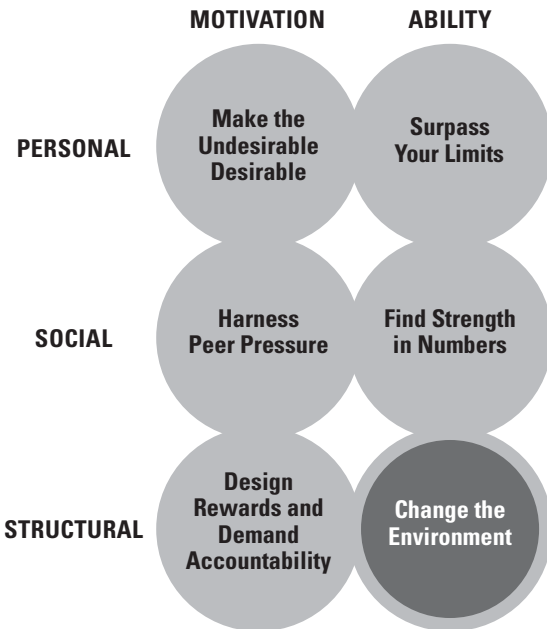 MOTIVATION
ABILITY
PERSONAL
Make the
Undesirable
Desirable
Surpass
Your Limits
SOCIAL
Harness
Peer Pressure
Find Strength
in Numbers
STRUCTURAL
Design
Rewards and
Demand
Accountability
Change the
Environment